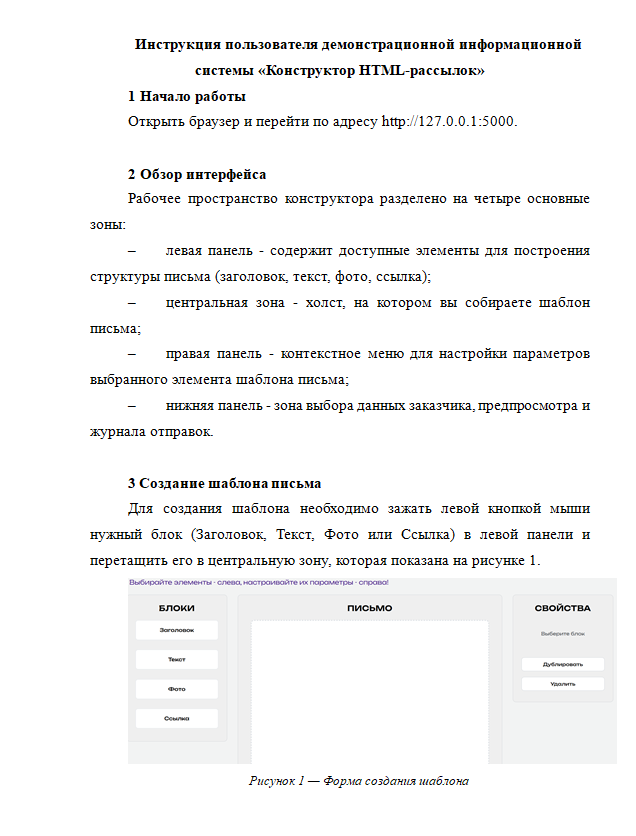 Инструкция пользователя демонстрационной информационной
системы «Конструктор HTML-рассылок»
1 Начало работы
Открыть браузер и перейти по адресу http://127.0.0.1:5000.
2 Обзор интерфейса
Рабочее пространство конструктора разделено на четыре основные
зоны:
– левая панель - содержит доступные элементы для построения
структуры письма (заголовок, текст, фото, ссылка);
– центральная зона - холст, на котором вы собираете шаблон
письма;
– правая панель - контекстное меню для настройки параметров
выбранного элемента шаблона письма;
– нижняя панель - зона выбора данных заказчика, предпросмотра и
журнала отправок.
3 Создание шаблона письма
Для создания шаблона необходимо зажать левой кнопкой мыши
нужный блок (Заголовок, Текст, Фото или Ссылка) в левой панели и
перетащить его в центральную зону, которая показана на рисунке 1.
Выбирайте элементы - слева, настраивайте их параметры - справа!
БЛОКИ
Заголовок
Текст
Фото
Ссылка
ПИСЬМО
СВОЙСТВА
Выберите блок
Дублировать
Удалить
Рисунок 1 — Форма создания шаблона